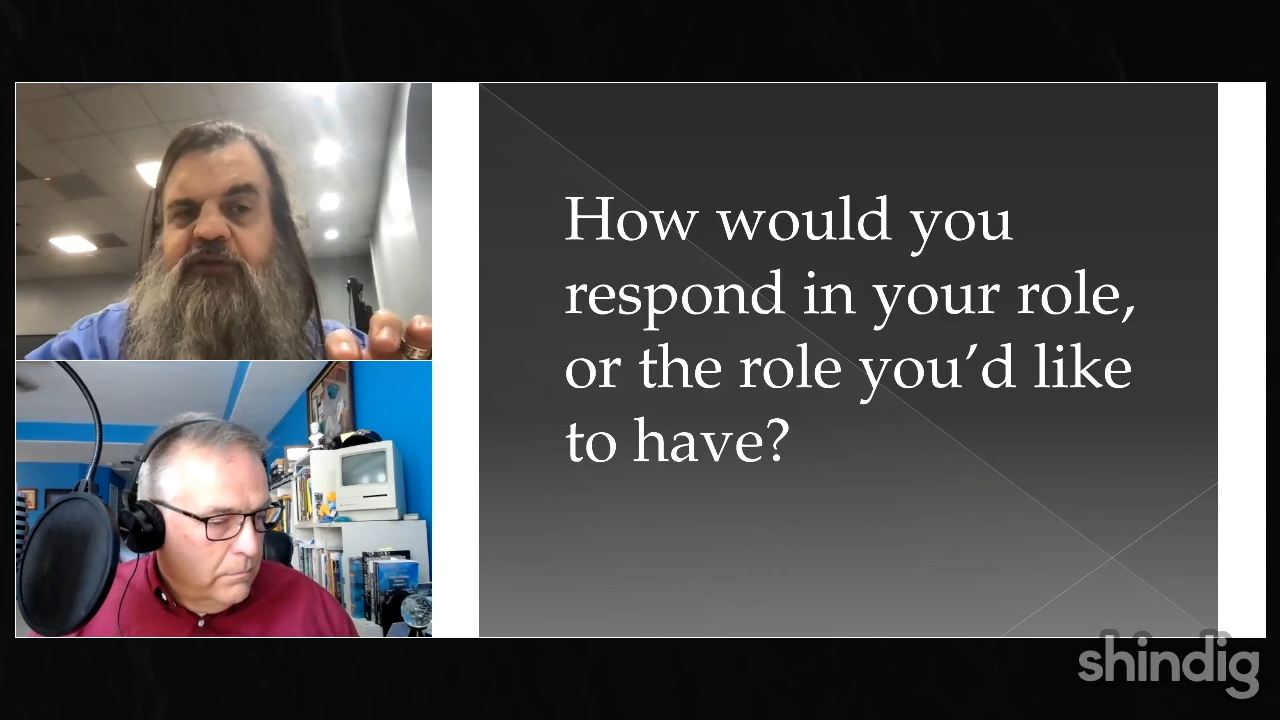 How would you
respond in your role,
or the role you’d like
to have?
shindig